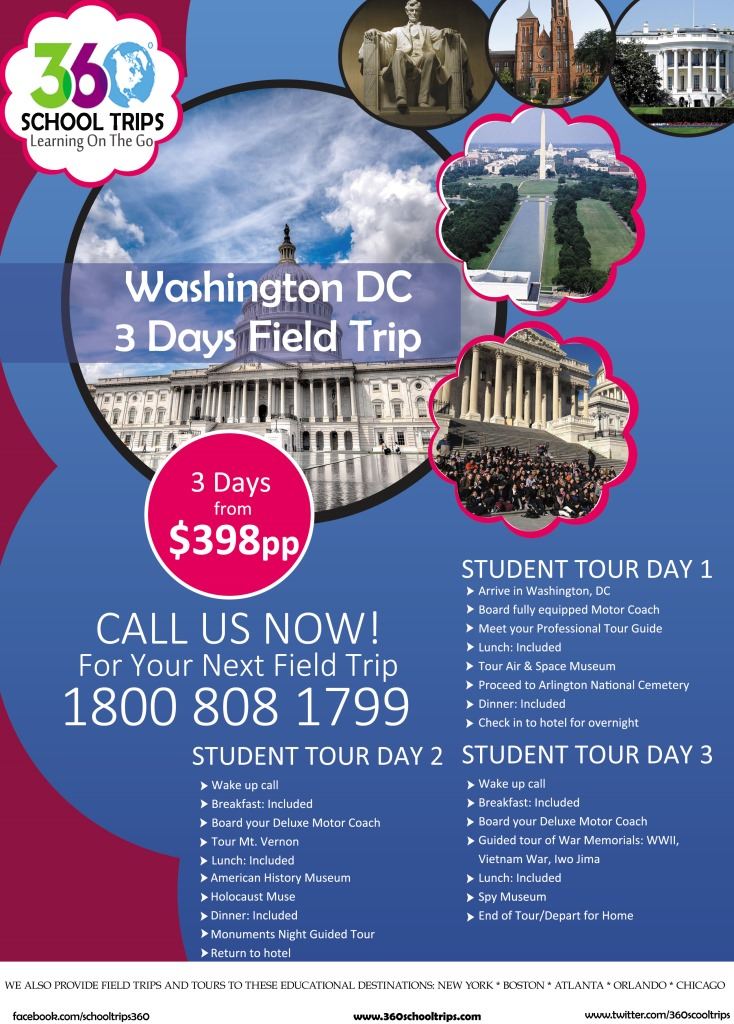 360
SCHOOL TRIPS
Learning On The Go
Washington DC
3 Days Field Trip
3 Days
from
$398pp
CALL US NOW!
For Your Next Field Trip
1800 808 1799
STUDENT TOUR DAY 1
Arrive in Washington, DC
Board fully equipped Motor Coach
Meet your Professional Tour Guide
Lunch: Included
Tour Air & Space Museum
Proceed to Arlington National Cemetery
Dinner: Included
Check in to hotel for overnight
STUDENT TOUR DAY 2
Wake up call
Breakfast: Included
Board your Deluxe Motor Coach
Tour Mt. Vernon
Lunch: Included
American History Museum
Holocaust Muse
Dinner: Included
Monuments Night Guided Tour
Return to hotel
STUDENT TOUR DAY 3
Wake up call
Breakfast: Included
Board your Deluxe Motor Coach
Guided tour of War Memorials: WWII,
Vietnam War, Iwo Jima
Lunch: Included
Spy Museum
End of Tour/Depart for Home
WE ALSO PROVIDE FIELD TRIPS AND TOURS TO THESE EDUCATIONAL DESTINATIONS: NEW YORK * BOSTON * ATLANTA * ORLANDO * CHICAGO
facebook.com/schooltrips360
www.360schooltrips.com
www.twitter.com/360scooltrips